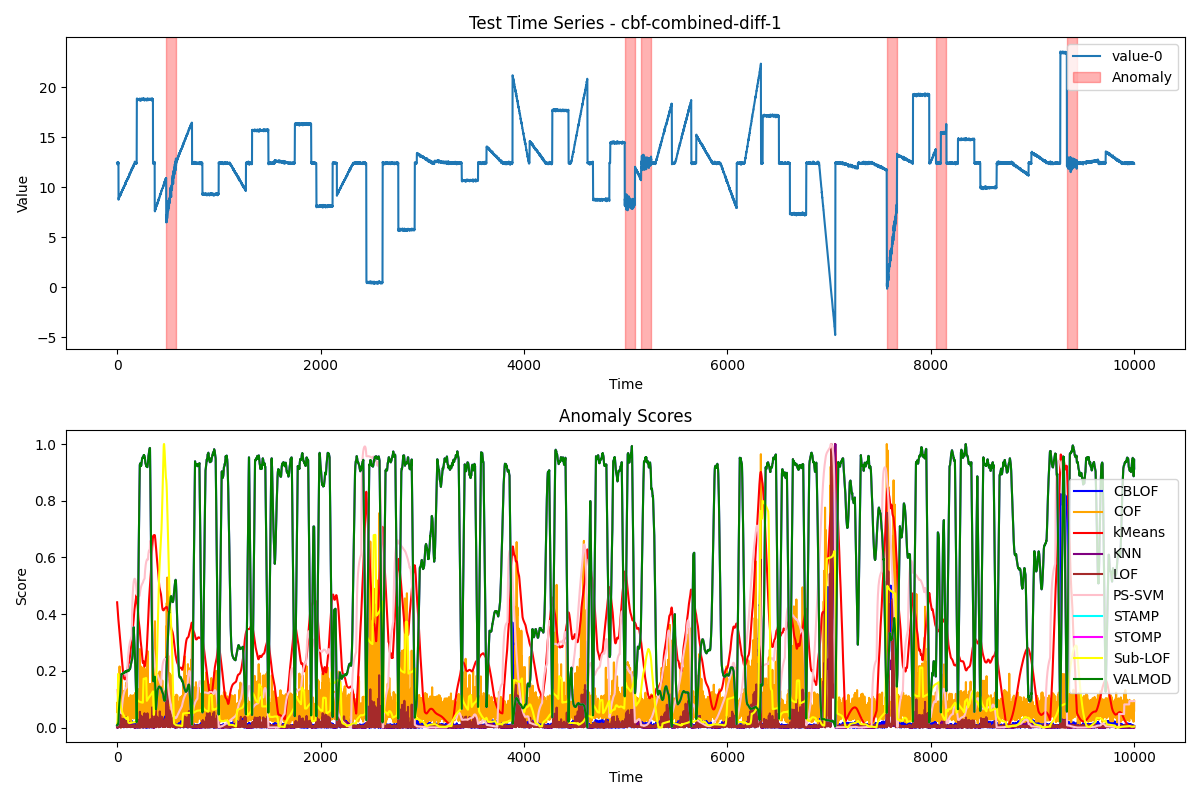 Test Time Series - cbf-combined-diff-1
Value
20
15
10
5
0
−5
value-0
Anomaly
0
2000
4000
6000
8000
10000
Time
Anomaly Scores
Score
1.0
0.8
0.6
0.4
0.2
0.0
CBLOF
COF
kMeans
KNN
LOF
PS-SVM
STAMP
STOMP
Sub-LOF
VALMOD
0
2000
4000
6000
8000
10000
Time